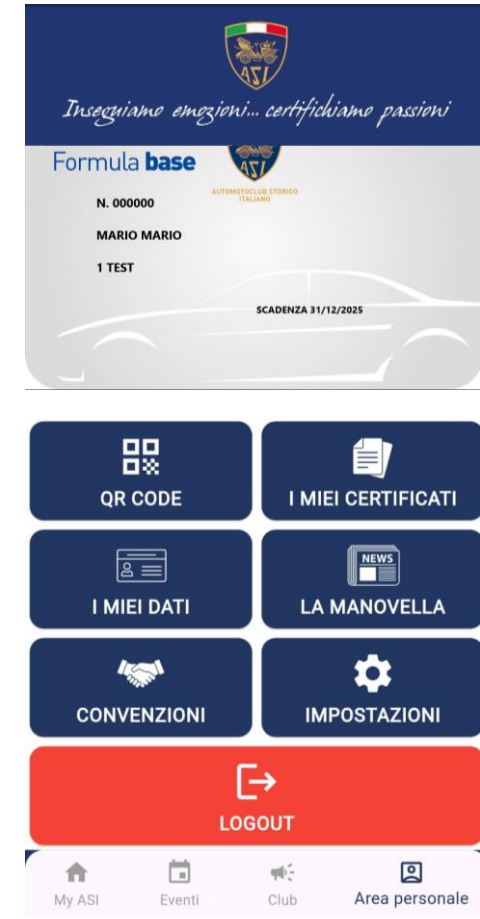 ASI
Inseguiamo emozioni... certifichiamo passioni
Formula base
ASI
AUTOMOTOCLUB STORICO
ITALIANO
N. 000000
MARIO MARIO
1 TEST
SCADENZA 31/12/2025
QR CODE
I MIEI CERTIFICATI
I MIEI DATI
NEWS
LA MANOVELLA
CONVENZIONI
IMPOSTAZIONI
LOGOUT
My ASI
Eventi
Club
Area personale